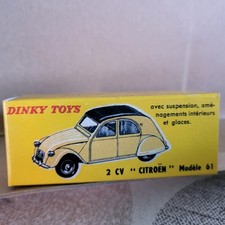 DINKY TOYS
avec suspension, amé-
nagements intérieurs
et glaces.
2 CV " CITROËN " Modèle 61